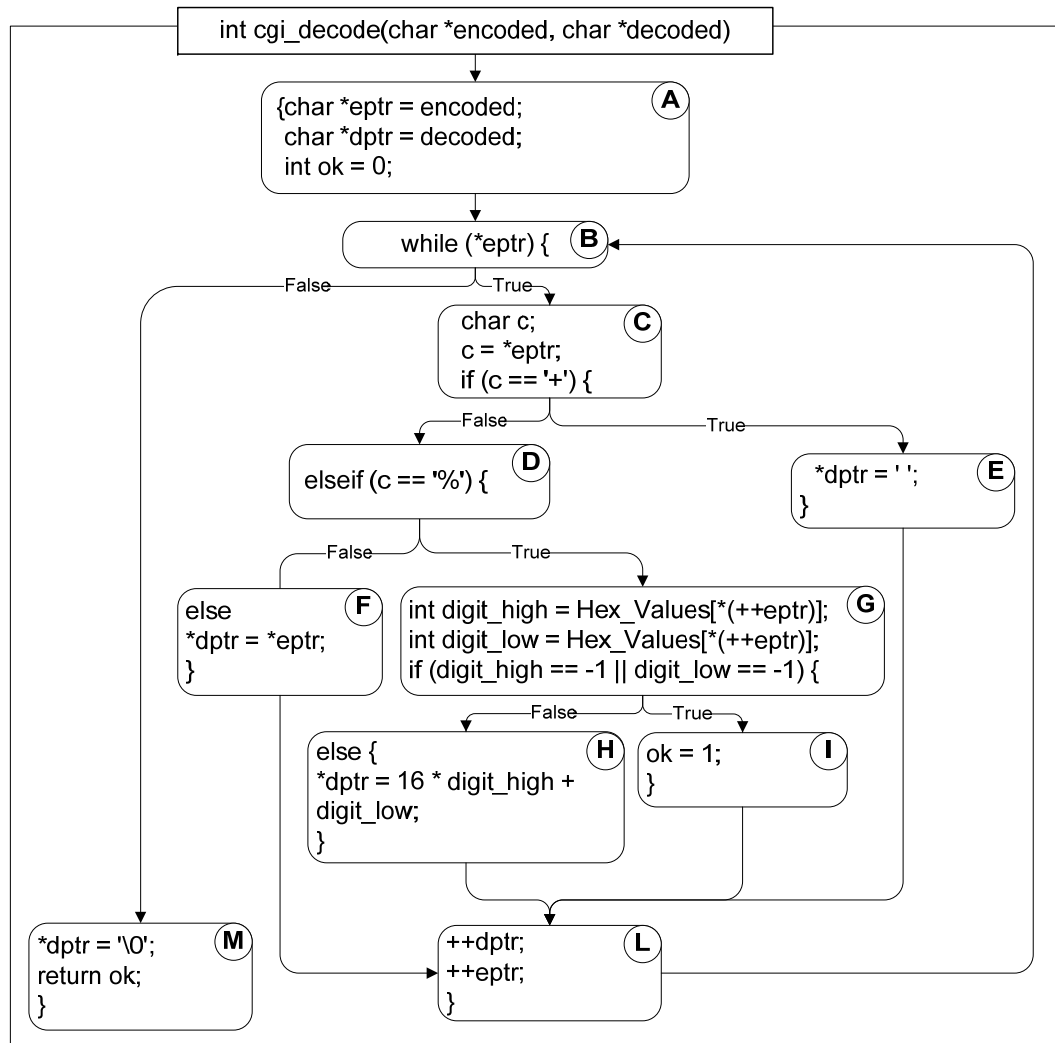 int cgi_decode(char *encoded, char *decoded)
A
{char *eptr = encoded;
char *dptr = decoded;
int ok = 0;
while (*eptr) {
B
False
True
char c;
c = *eptr;
if (c == '+') {
C
False
True
elseif (c == '%') {
D
*dptr = ' ';
}
E
False
True
else
*dptr = *eptr;
}
F
int digit_high = Hex_Values[*(++eptr)];
int digit_low = Hex_Values[*(++eptr)];
if (digit_high == -1 || digit_low == -1) {
G
False
True
else {
*dptr = 16 * digit_high +
digit_low;
}
H
ok = 1;
}
I
*dptr = '\0';
return ok;
}
M
++dptr;
++eptr;
}
L